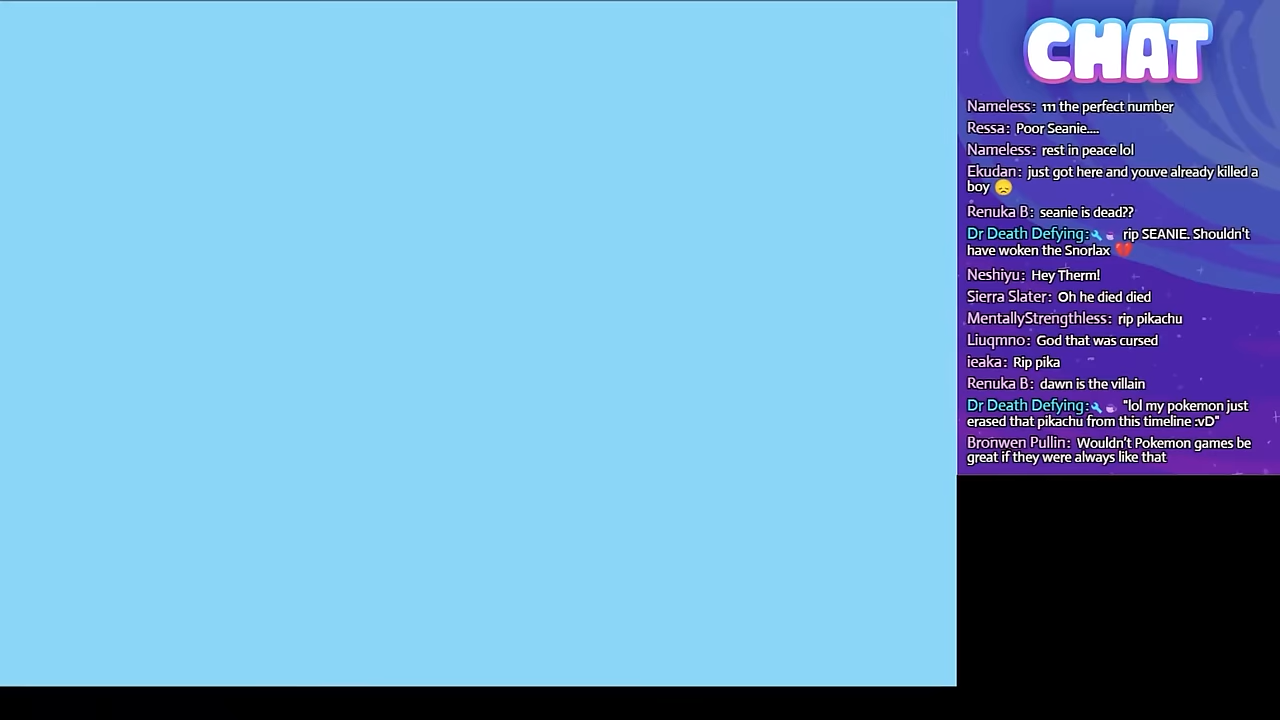 CHAT
Nameless: 111 the perfect number
Ressa: Poor Seanie....
Nameless: rest in peace lol
Ekudan: just got here and youve already killed a
boy 😞
Renuka B: seanie is dead??
Dr Death Defying: rip SEANIE. Shouldn't
have woken the Snorlax 💔
Neshiyu: Hey Therm!
Sierra Slater: Oh he died died
MentallyStrengthless: rip pikachu
Liuqmno: God that was cursed
ieaka: Rip pika
Renuka B: dawn is the villain
Dr Death Defying: "lol my pokemon just
erased that pikachu from this timeline :vD"
Bronwen Pullin: Wouldn't Pokemon games be
great if they were always like that